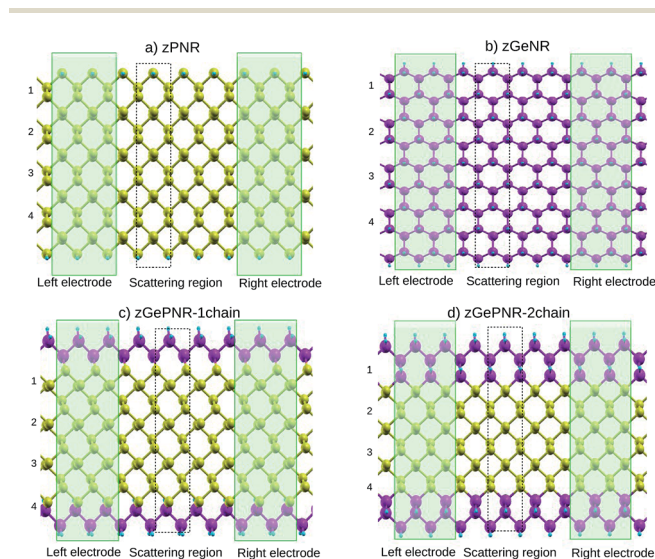 a) zPNR
1
2
3
4
Left electrode Scattering region Right electrode
b) zGeNR
1
2
3
4
Left electrode Scattering region Right electrode
c) zGePNR-1chain
1
2
3
4
Left electrode Scattering region Right electrode
d) zGePNR-2chain
1
2
3
4
Left electrode Scattering region Right electrode